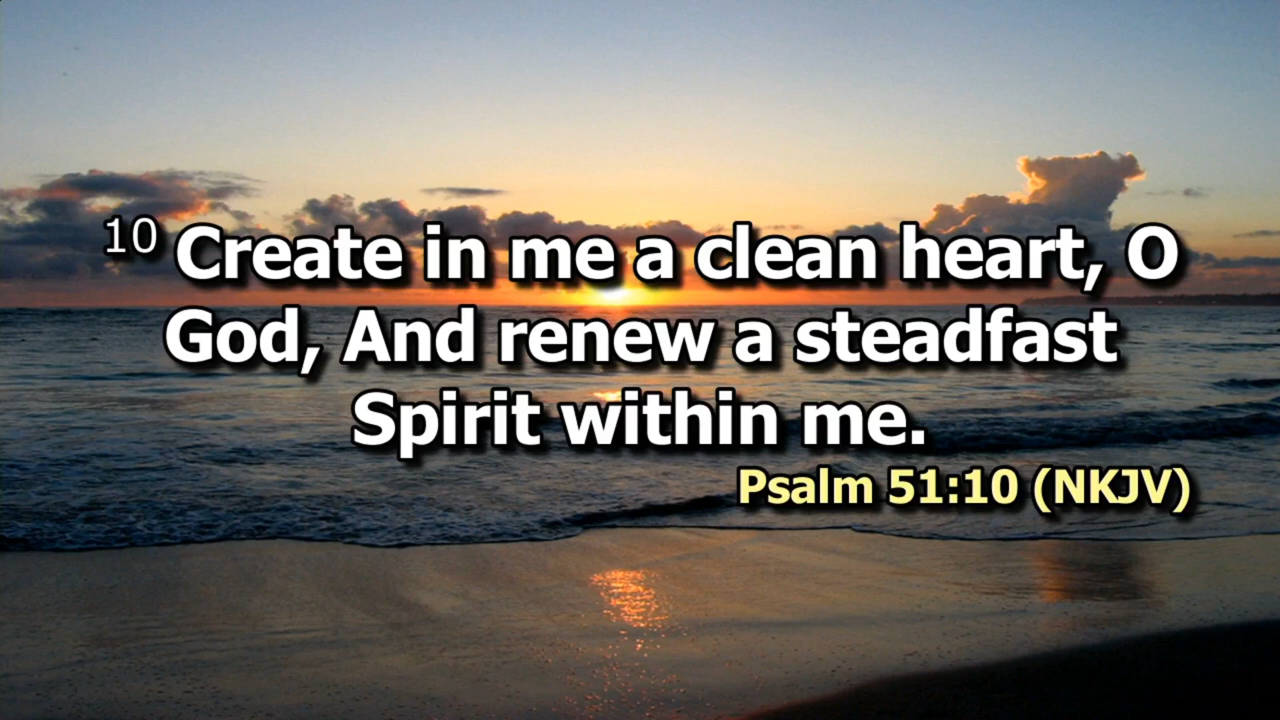 10 Create in me a clean heart, O
God, And renew a steadfast
Spirit within me.
Psalm 51:10 (NKJV)